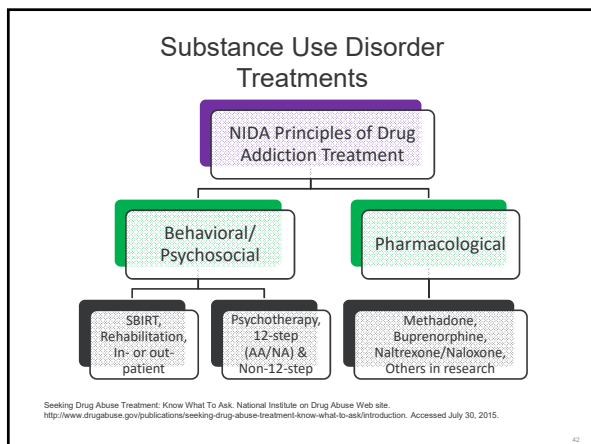 Substance Use Disorder
Treatments
NIDA Principles of Drug
Addiction Treatment
Behavioral/
Psychosocial
Pharmacological
SBIRT,
Rehabilitation,
In- or out-
patient
Psychotherapy,
12-step
(AA/NA) &
Non-12-step
Methadone,
Buprenorphine,
Naltrexone/Naloxone,
Others in research
Seeking Drug Abuse Treatment: Know What To Ask. National Institute on Drug Abuse Web site.
http://www.drugabuse.gov/publications/seeking-drug-abuse-treatment-know-what-to-ask/introduction. Accessed July 30, 2015.
42